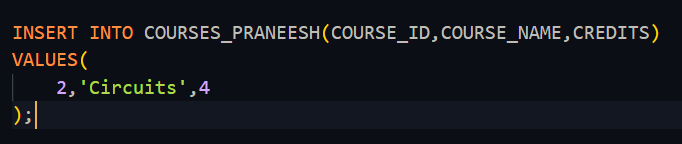 INSERT INTO COURSES_PRANEESH(COURSE_ID,COURSE_NAME,CREDITS)
VALUES(
    2,'Circuits',4
);